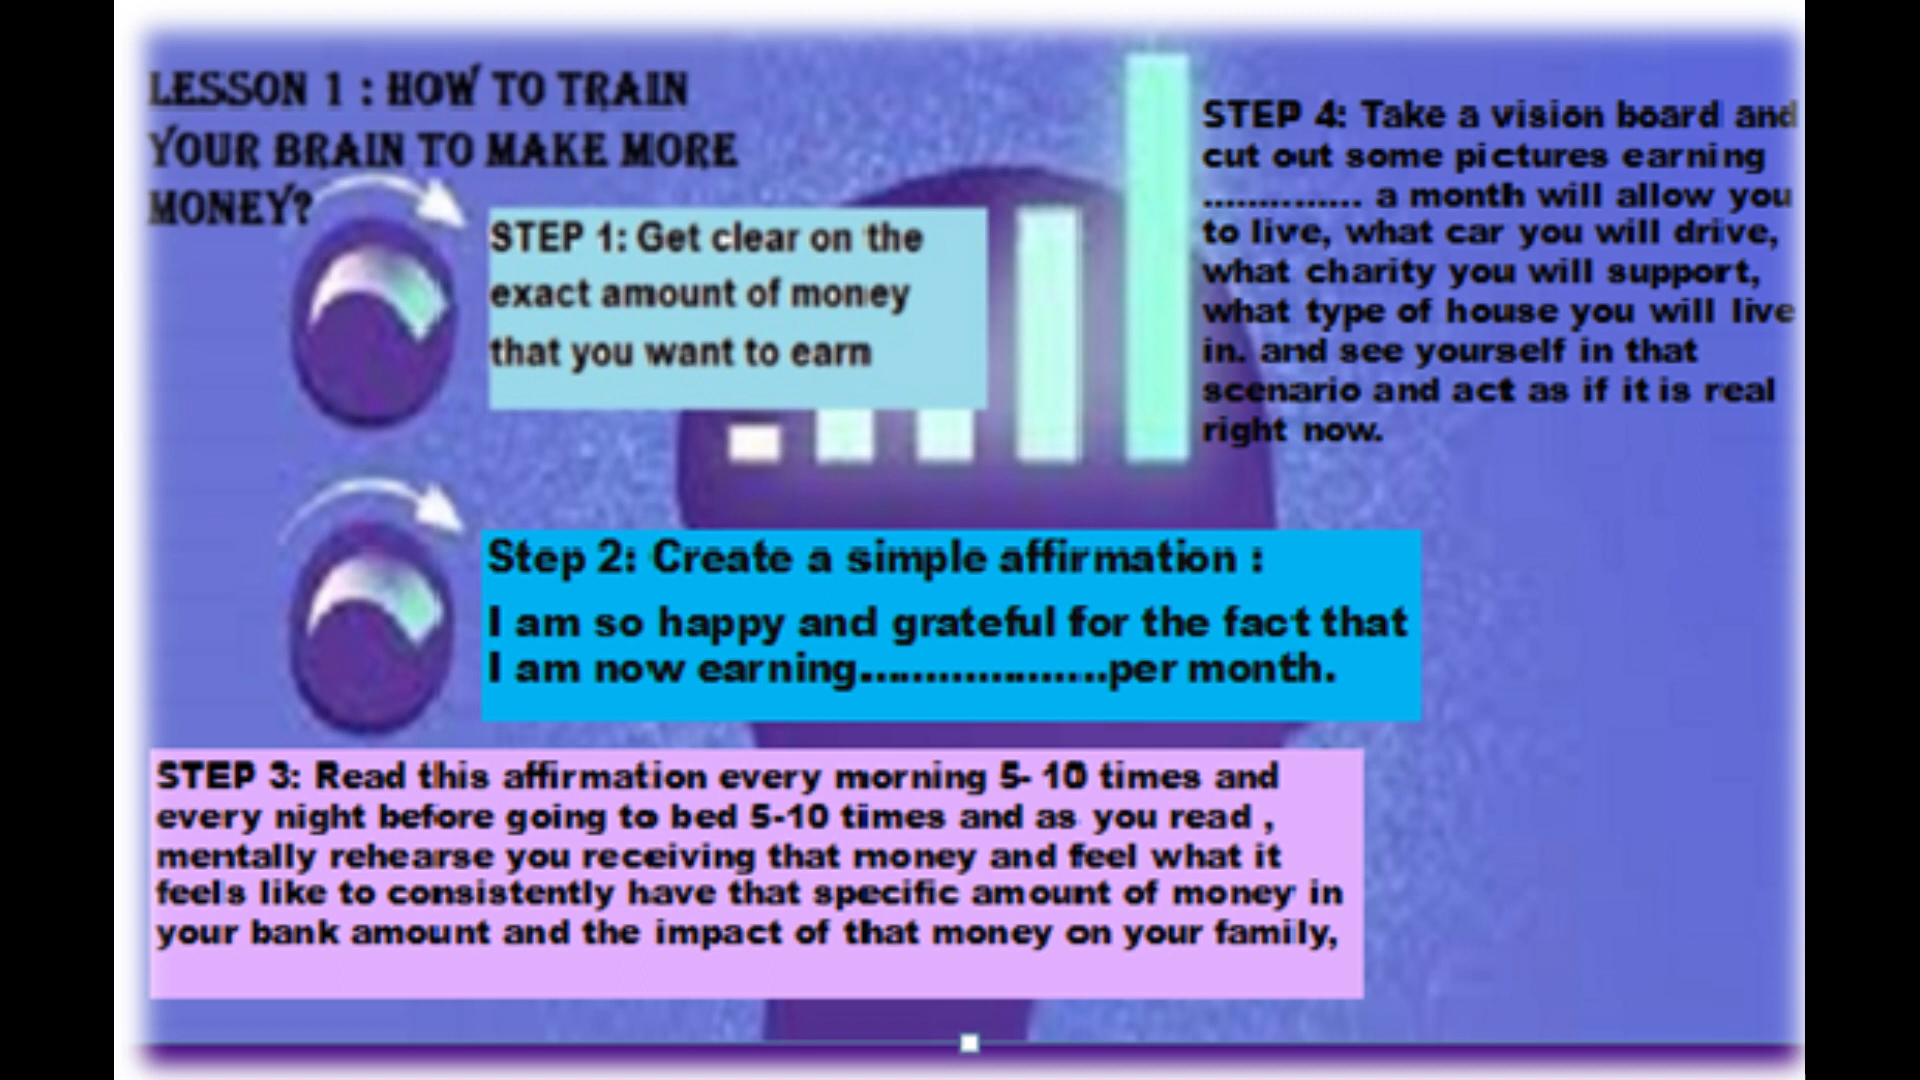 LESSON 1 : HOW TO TRAIN
YOUR BRAIN TO MAKE MORE
MONEY?
STEP 1: Get clear on the
exact amount of money
that you want to earn
Step 2: Create a simple affirmation :
I am so happy and grateful for the fact that
I am now earning...................per month.
STEP 3: Read this affirmation every morning 5- 10 times and
every night before going to bed 5-10 times and as you read ,
mentally rehearse you receiving that money and feel what it
feels like to consistently have that specific amount of money in
your bank amount and the impact of that money on your family,
STEP 4: Take a vision board and
cut out some pictures earning
.............. a month will allow you
to live, what car you will drive,
what charity you will support,
what type of house you will live
in. and see yourself in that
scenario and act as if it is real
right now.